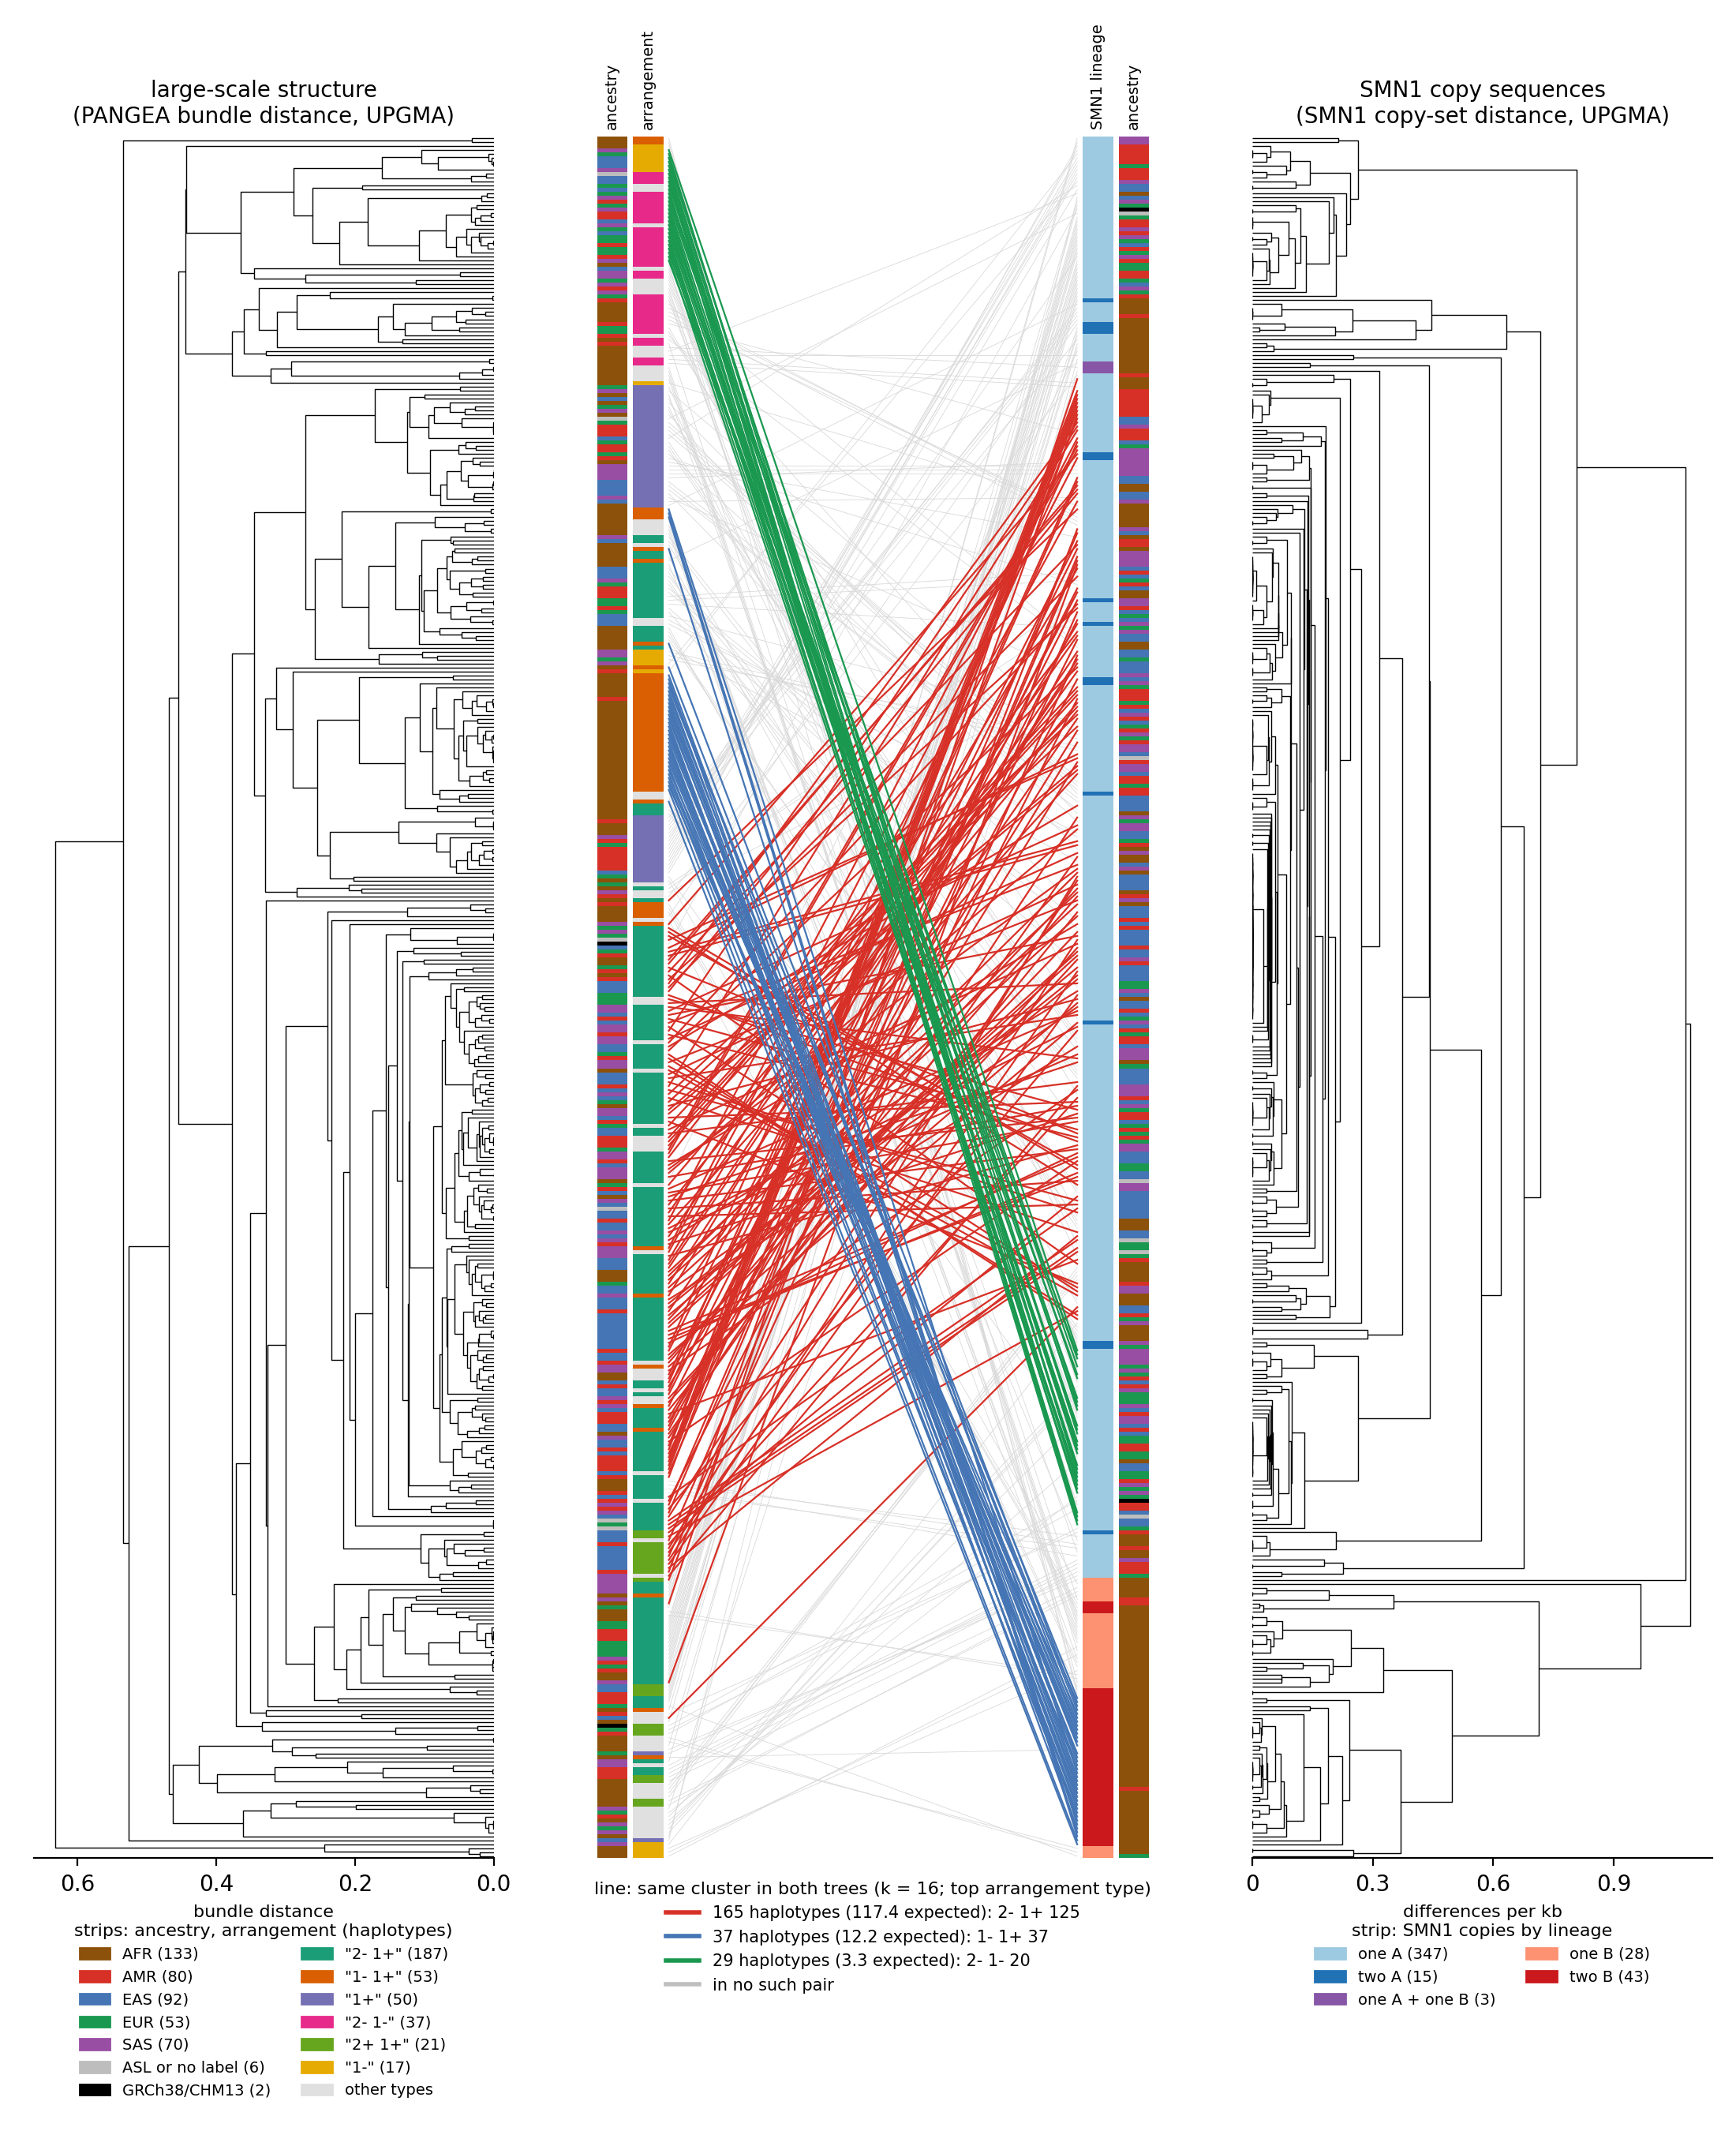 large-scale structure
(PANGEA bundle distance, UPGMA)
ancestry
arrangement
SMN1 lineage
ancestry
SMN1 copy sequences
(SMN1 copy-set distance, UPGMA)
0.6 0.4 0.2 0.0
bundle distance
0 0.3 0.6 0.9
differences per kb
strips: ancestry, arrangement (haplotypes)
AFR (133)
AMR (80)
EAS (92)
EUR (53)
SAS (70)
ASL or no label (6)
GRCh38/CHM13 (2)
"2- 1+" (187)
"1- 1+" (53)
"1+" (50)
"2- 1-" (37)
"2+ 1+" (21)
"1-" (17)
other types
line: same cluster in both trees (k = 16; top arrangement type)
165 haplotypes (117.4 expected): 2- 1+ 125
37 haplotypes (12.2 expected): 1- 1+ 37
29 haplotypes (3.3 expected): 2- 1- 20
in no such pair
strip: SMN1 copies by lineage
one A (347)
two A (15)
one A + one B (3)
one B (28)
two B (43)